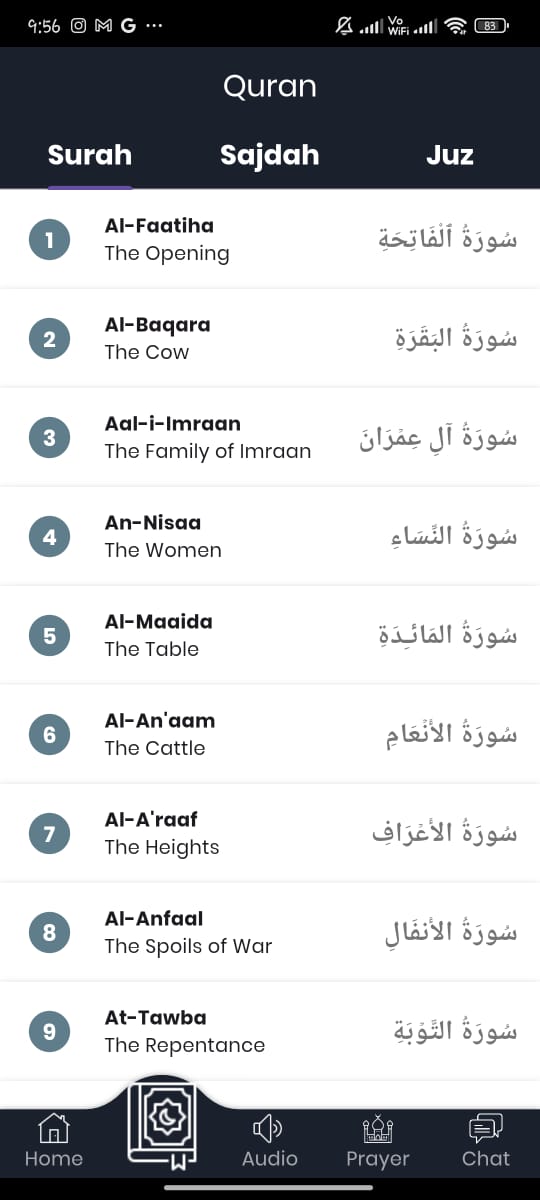 9:56
Vo
WiFi
83
Quran
Surah Sajdah Juz
1
Al-Faatiha
The Opening
سُورَةُ ٱلْفَاتِحَةِ
2
Al-Baqara
The Cow
سُورَةُ البَقَرَةِ
3
Aal-i-Imraan
The Family of Imraan
سُورَةُ آلِ عِمۡرَانَ
4
An-Nisaa
The Women
سُورَةُ النِّسَاءِ
5
Al-Maaida
The Table
سُورَةُ المَائـِدَةِ
6
Al-An'aam
The Cattle
سُورَةُ الأَنۡعَامِ
7
Al-A'raaf
The Heights
سُورَةُ الأَعۡرَافِ
8
Al-Anfaal
The Spoils of War
سُورَةُ الأَنفَالِ
9
At-Tawba
The Repentance
سُورَةُ التَّوۡبَةِ
Home Audio Prayer Chat